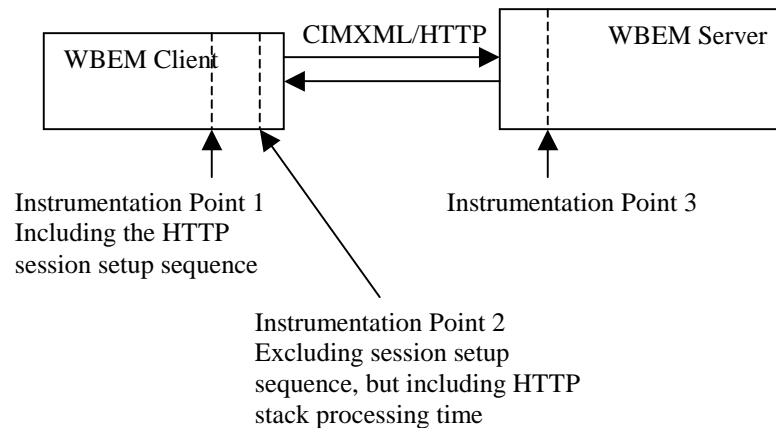 CIMXML/HTTP
WBEM Client
WBEM Server
Instrumentation Point 1
Including the HTTP
session setup sequence
Instrumentation Point 3
Instrumentation Point 2
Excluding session setup
sequence, but including HTTP
stack processing time